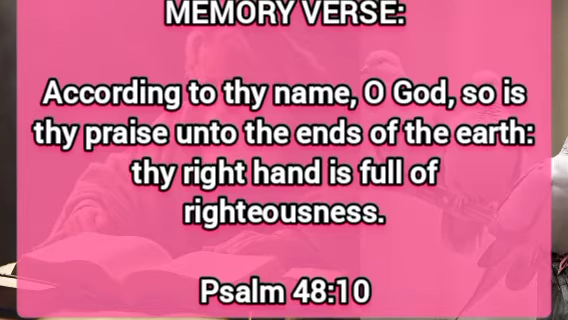 MEMORY VERSE:
According to thy name, O God, so is
thy praise unto the ends of the earth:
thy right hand is full of
righteousness.
Psalm 48:10